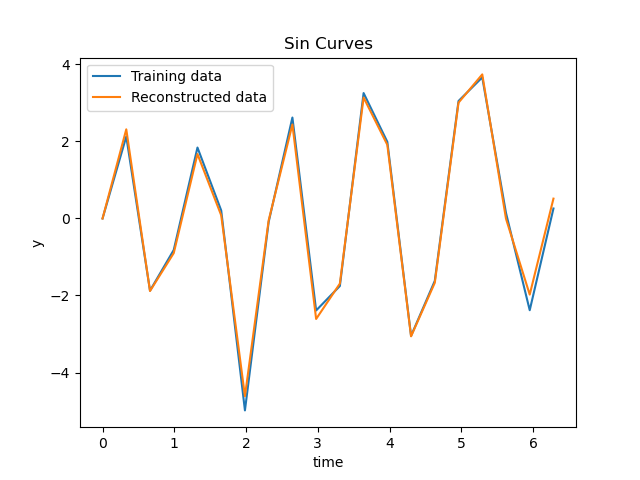 Sin Curves
Training data
Reconstructed data
4
2
0
−2
−4
y
0 1 2 3 4 5 6
time